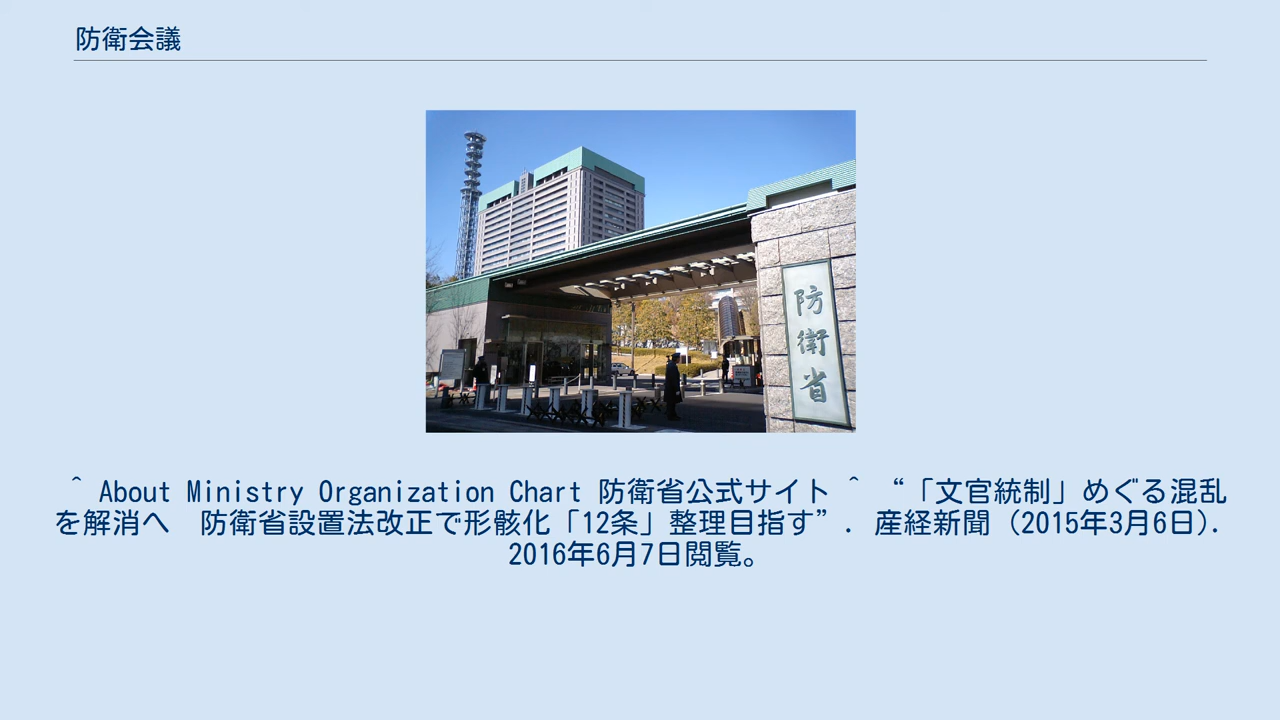 防衛会議
防衛省
^ About Ministry Organization Chart 防衛省公式サイト ^ “「文官統制」めぐる混乱
を解消へ　防衛省設置法改正で形骸化「12条」整理目指す”. 産経新聞 (2015年3月6日).
2016年6月7日閲覧。